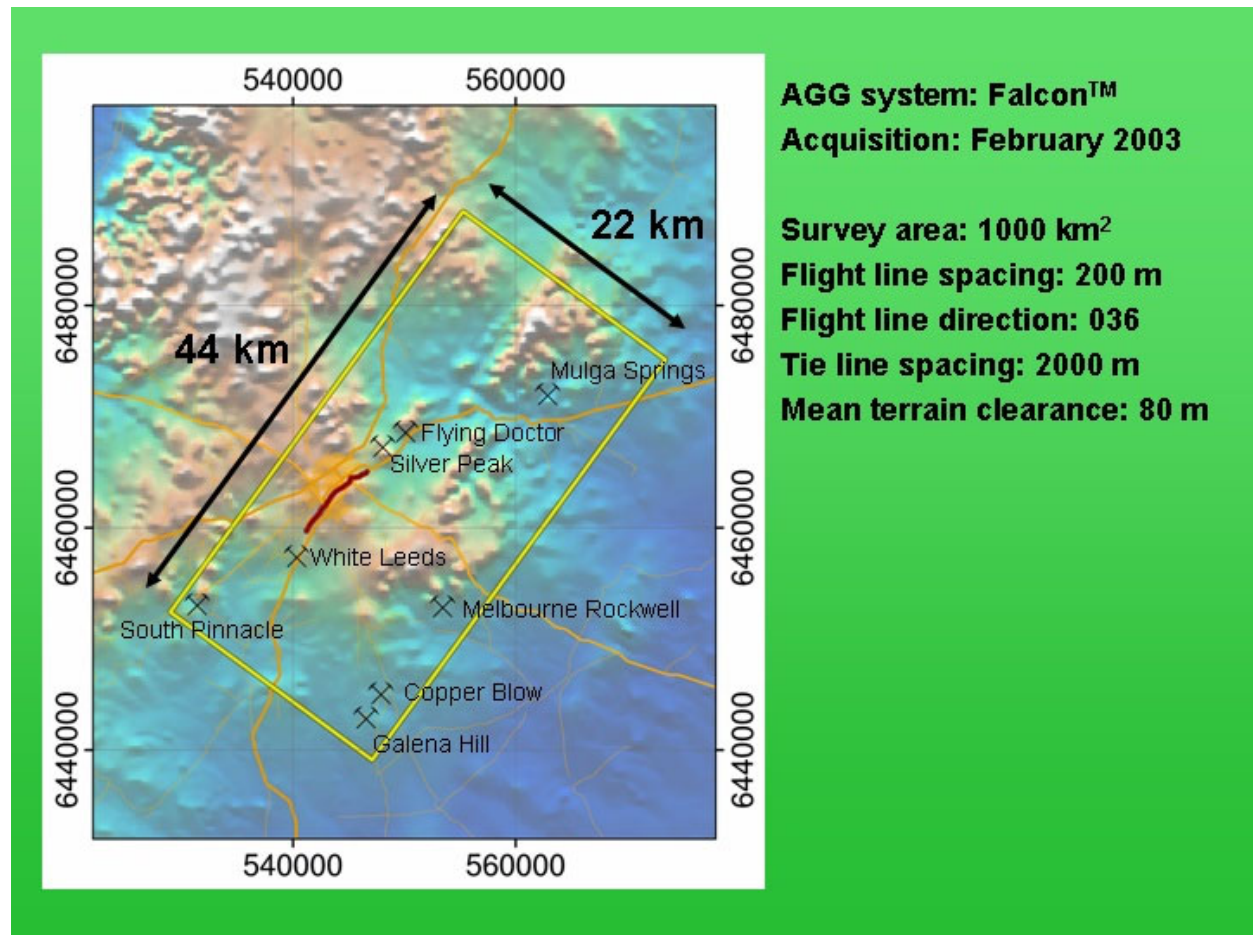 540000 560000
AGG system: Falcon™
Acquisition: February 2003
Survey area: 1000 km²
Flight line spacing: 200 m
Flight line direction: 036
Tie line spacing: 2000 m
Mean terrain clearance: 80 m
22 km
44 km
6480000 6480000
Mulga Springs
Flying Doctor
Silver Peak
6460000 6460000
White Leeds
Melbourne Rockwell
South Pinnacle
Copper Blow
Galena Hill
6440000 6440000
540000 560000